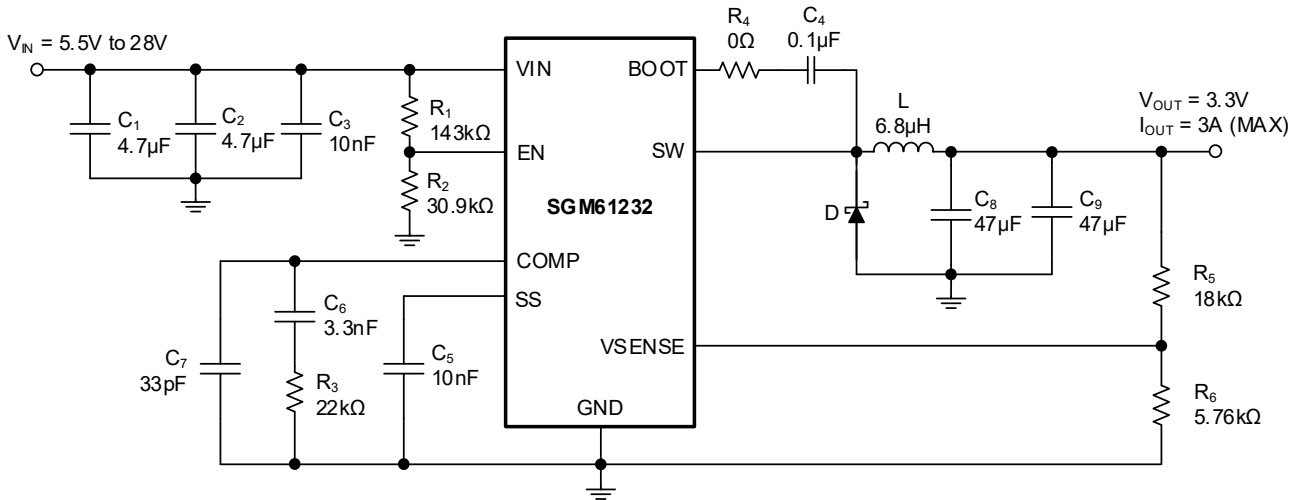 V_IN = 5.5V to 28V
C1
4.7µF
C2
4.7µF
C3
10nF
R1
143kΩ
R2
30.9kΩ
VIN
EN
COMP
SS
GND
BOOT
SW
VSENSE
SGM61232
R4
0Ω
C4
0.1µF
L
6.8µH
D
C8
47µF
C9
47µF
V_OUT = 3.3V
I_OUT = 3A (MAX)
R5
18kΩ
R6
5.76kΩ
C6
3.3nF
R3
22kΩ
C7
33pF
C5
10nF